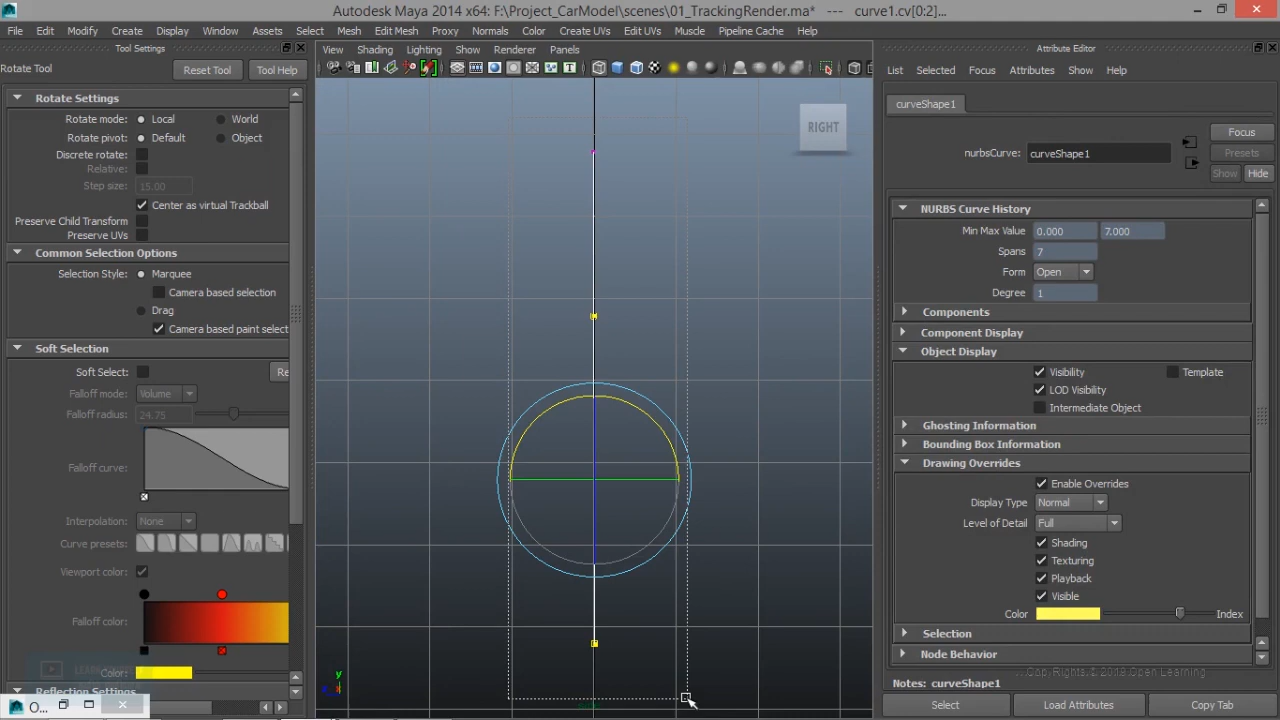 Autodesk Maya 2014 x64: F:\Project_CarModel\scenes\01_TrackingRender.ma* --- curve1.cv[0:2]...
File Edit Modify Create Display Window Assets Select Mesh Edit Mesh Proxy Normals Color Create UVs Edit UVs Muscle Pipeline Cache Help
Tool Settings
Rotate Tool Reset Tool Tool Help
Rotate Settings
Rotate mode: Local World
Rotate pivot: Default Object
Discrete rotate:
Relative:
Step size: 15.00
Center as virtual Trackball
Preserve Child Transform
Preserve UVs
Common Selection Options
Selection Style: Marquee
Camera based selection
Drag
Camera based paint select
Soft Selection
Soft Select: Re
Falloff mode: Volume
Falloff radius: 24.75
Falloff curve:
Interpolation: None
Curve presets:
Viewport color:
Falloff color:
Color:
Reflection Settings
O...
View Shading Lighting Show Renderer Panels
RIGHT
y
Attribute Editor
List Selected Focus Attributes Show Help
curveShape1
nurbsCurve: curveShape1
Focus
Presets
Show Hide
NURBS Curve History
Min Max Value 0.000 7.000
Spans 7
Form Open
Degree 1
Components
Component Display
Object Display
Visibility Template
LOD Visibility
Intermediate Object
Ghosting Information
Bounding Box Information
Drawing Overrides
Enable Overrides
Display Type Normal
Level of Detail Full
Shading
Texturing
Playback
Visible
Color Index
Selection
Node Behavior
Notes: curveShape1
Select Load Attributes Copy Tab